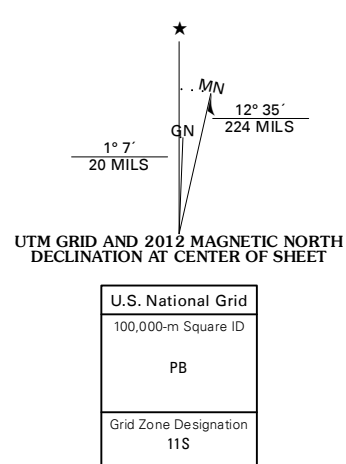 ★
MN
GN
12° 35´
224 MILS
1° 7´
20 MILS
UTM GRID AND 2012 MAGNETIC NORTH
DECLINATION AT CENTER OF SHEET
U.S. National Grid
100,000-m Square ID
PB
Grid Zone Designation
11S